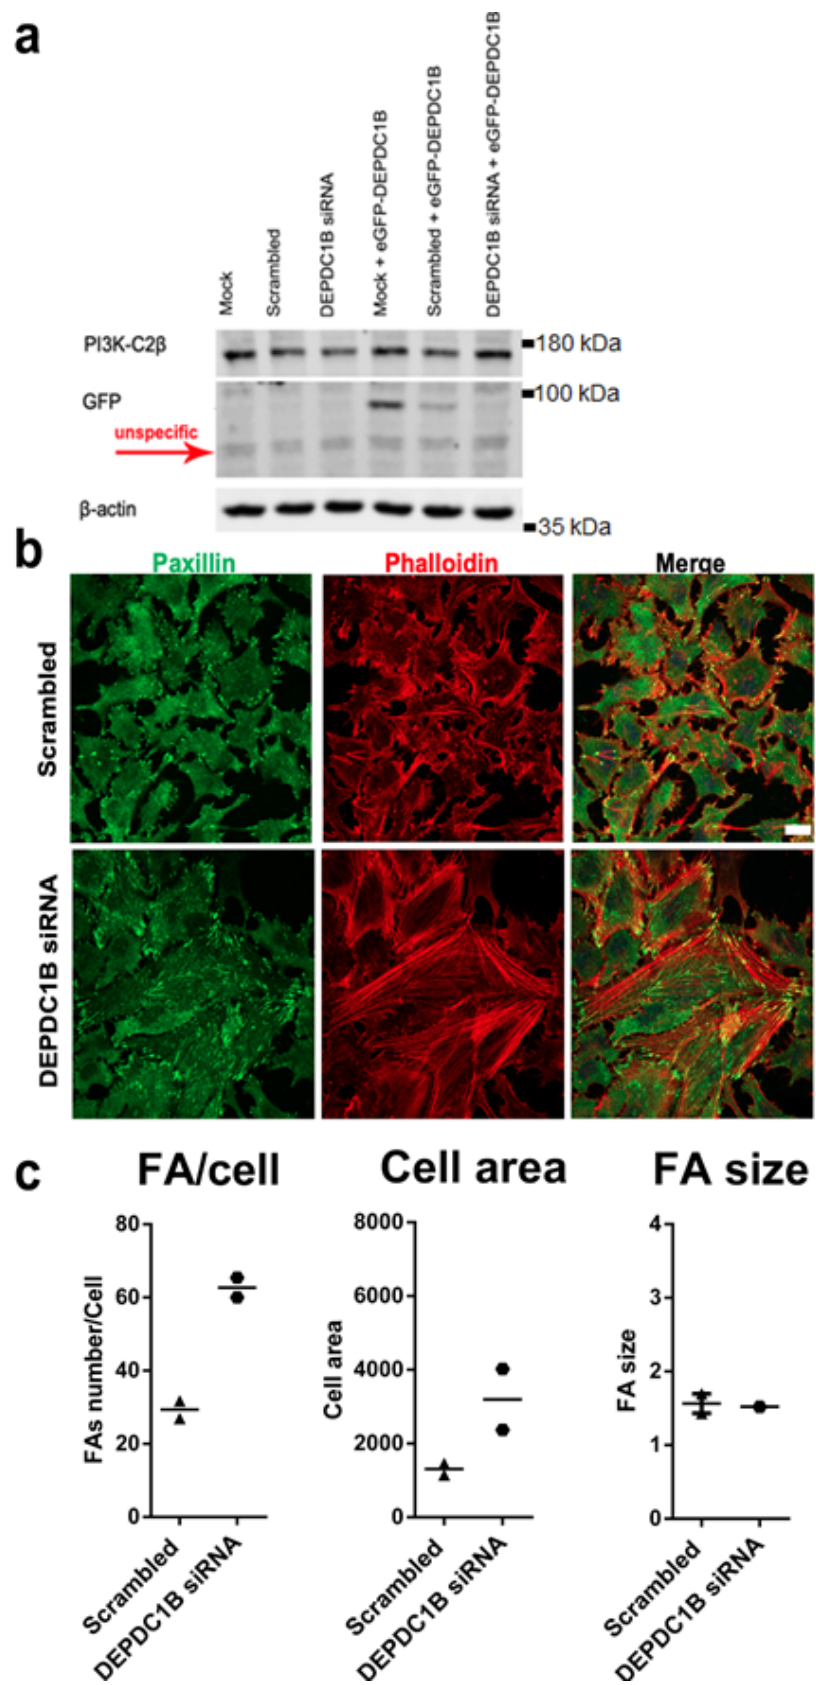 a
Mock
Scrambled
DEPDC1B siRNA
Mock + eGFP-DEPDC1B
Scrambled + eGFP-DEPDC1B
DEPDC1B siRNA + eGFP-DEPDC1B
PI3K-C2β
180 kDa
GFP
100 kDa
unspecific
β-actin
35 kDa
b
Paxillin
Phalloidin
Merge
Scrambled
DEPDC1B siRNA
c
FA/cell
Cell area
FA size
FAs number/Cell
80
60
40
20
0
Scrambled
DEPDC1B siRNA
Cell area
8000
6000
4000
2000
0
Scrambled
DEPDC1B siRNA
FA size
4
3
2
1
0
Scrambled
DEPDC1B siRNA